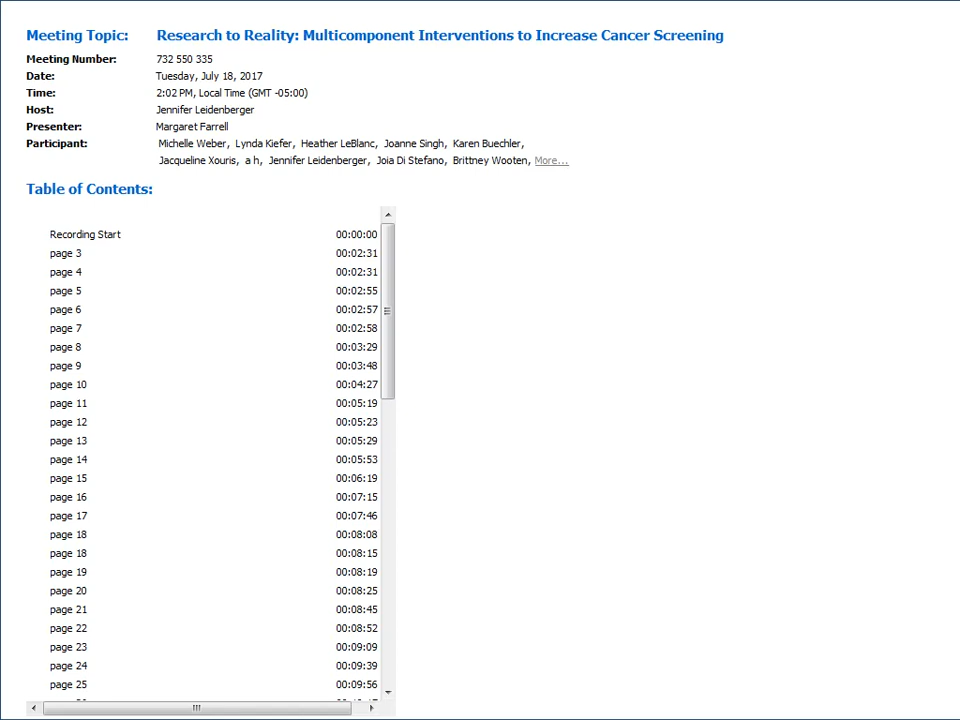 Meeting Topic: Research to Reality: Multicomponent Interventions to Increase Cancer Screening
Meeting Number: 732 550 335
Date: Tuesday, July 18, 2017
Time: 2:02 PM, Local Time (GMT -05:00)
Host: Jennifer Leidenberger
Presenter: Margaret Farrell
Participant: Michelle Weber, Lynda Kiefer, Heather LeBlanc, Joanne Singh, Karen Buechler,
Jacqueline Xouris, a h, Jennifer Leidenberger, Joia Di Stefano, Brittney Wooten, More...
Table of Contents:
Recording Start 00:00:00
page 3 00:02:31
page 4 00:02:31
page 5 00:02:55
page 6 00:02:57
page 7 00:02:58
page 8 00:03:29
page 9 00:03:48
page 10 00:04:27
page 11 00:05:19
page 12 00:05:23
page 13 00:05:29
page 14 00:05:53
page 15 00:06:19
page 16 00:07:15
page 17 00:07:46
page 18 00:08:08
page 18 00:08:15
page 19 00:08:19
page 20 00:08:25
page 21 00:08:45
page 22 00:08:52
page 23 00:09:09
page 24 00:09:39
page 25 00:09:56